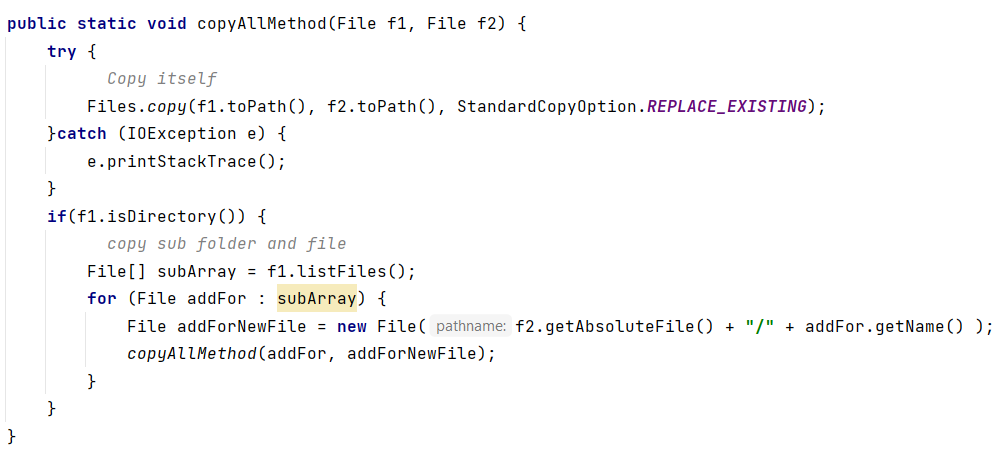 public static void copyAllMethod(File f1, File f2) {
    try {
          Copy itself
        Files.copy(f1.toPath(), f2.toPath(), StandardCopyOption.REPLACE_EXISTING);
    }catch (IOException e) {
        e.printStackTrace();
    }
    if(f1.isDirectory()) {
          copy sub folder and file
        File[] subArray = f1.listFiles();
        for (File addFor : subArray) {
            File addForNewFile = new File( pathname: f2.getAbsoluteFile() + "/" + addFor.getName() );
            copyAllMethod(addFor, addForNewFile);
        }
    }
}